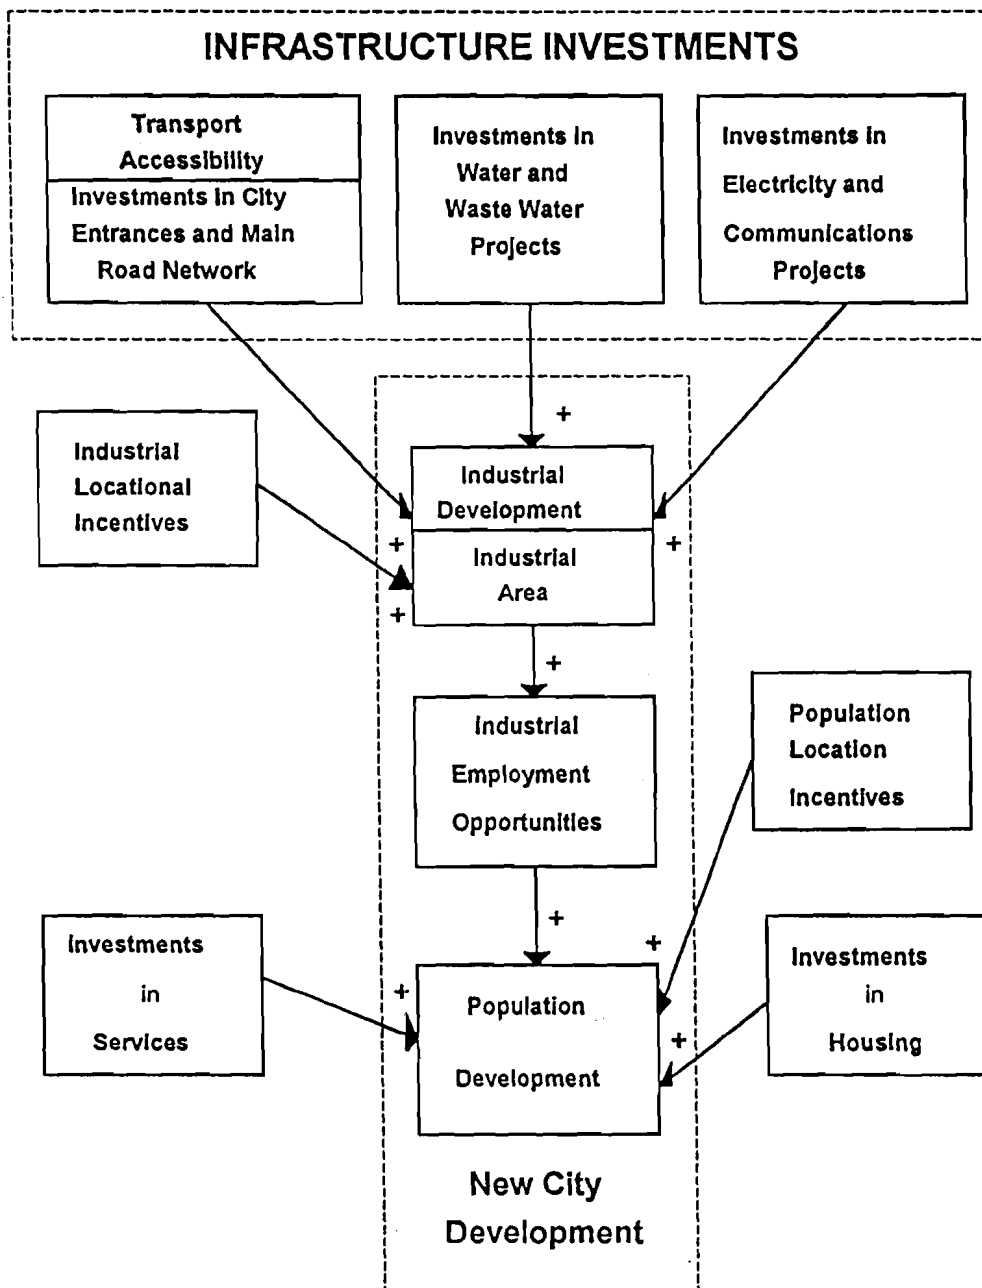 INFRASTRUCTURE INVESTMENTS
Transport
Accessibility
Investments in City
Entrances and Main
Road Network
Investments in
Water and
Waste Water
Projects
Investments in
Electricity and
Communications
Projects
+
Industrial
Locational
Incentives
Industrial
Development
+
+
Industrial
Area
+
+
Industrial
Employment
Opportunities
Population
Location
Incentives
+
+
Investments
in
Services
+
Population
Development
+
Investments
in
Housing
New City
Development